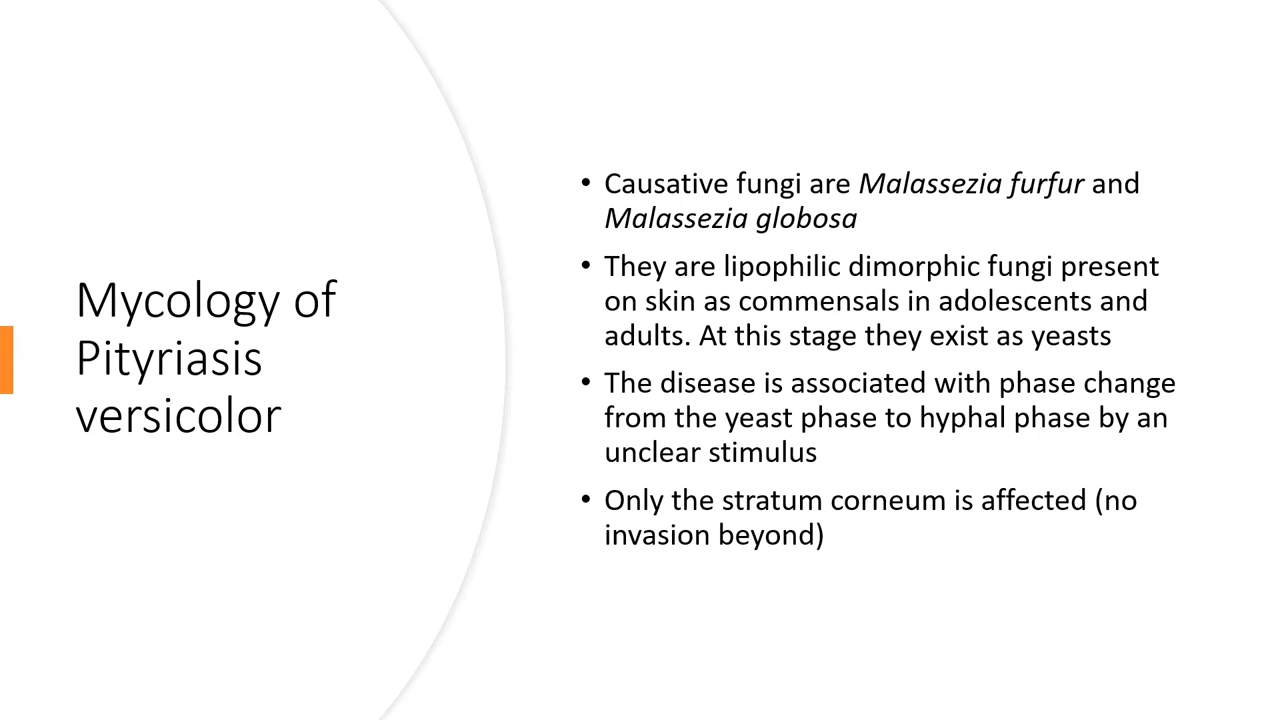 Mycology of
Pityriasis
versicolor
• Causative fungi are Malassezia furfur and
Malassezia globosa
• They are lipophilic dimorphic fungi present
on skin as commensals in adolescents and
adults. At this stage they exist as yeasts
• The disease is associated with phase change
from the yeast phase to hyphal phase by an
unclear stimulus
• Only the stratum corneum is affected (no
invasion beyond)